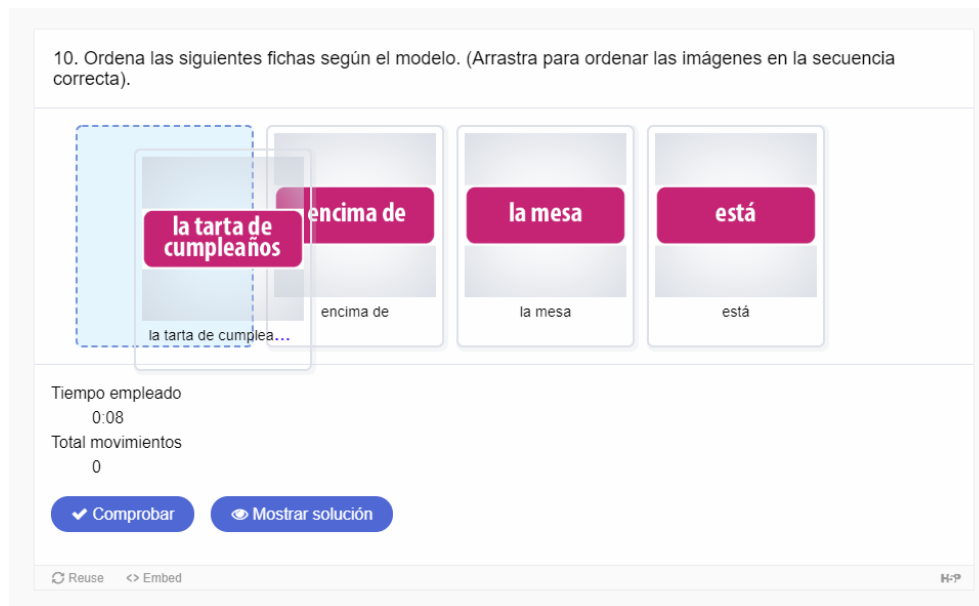 10. Ordena las siguientes fichas según el modelo. (Arrastra para ordenar las imágenes en la secuencia
correcta).
la tarta de
cumpleaños
encima de
la mesa
está
la tarta de cumplea...
encima de
la mesa
está
Tiempo empleado
0:08
Total movimientos
0
Comprobar
Mostrar solución
Reuse
<> Embed
H5P